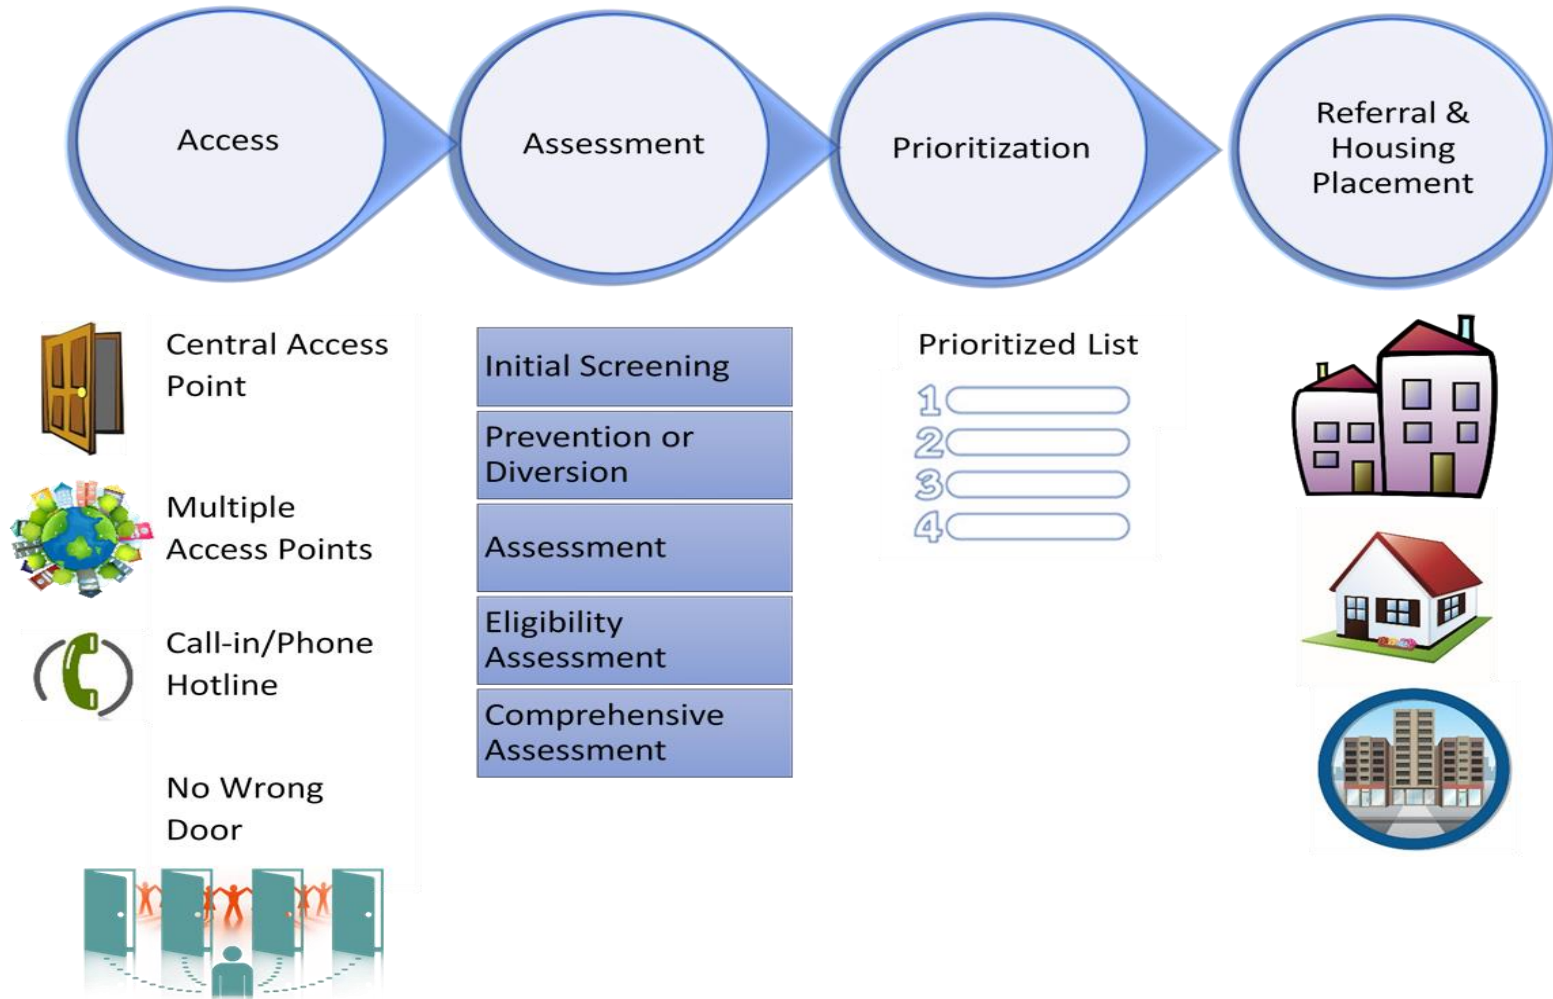 Access
Assessment
Prioritization
Referral &
Housing
Placement
Central Access
Point
Multiple
Access Points
Call-in/Phone
Hotline
No Wrong
Door
Initial Screening
Prevention or
Diversion
Assessment
Eligibility
Assessment
Comprehensive
Assessment
Prioritized List
1
2
3
4